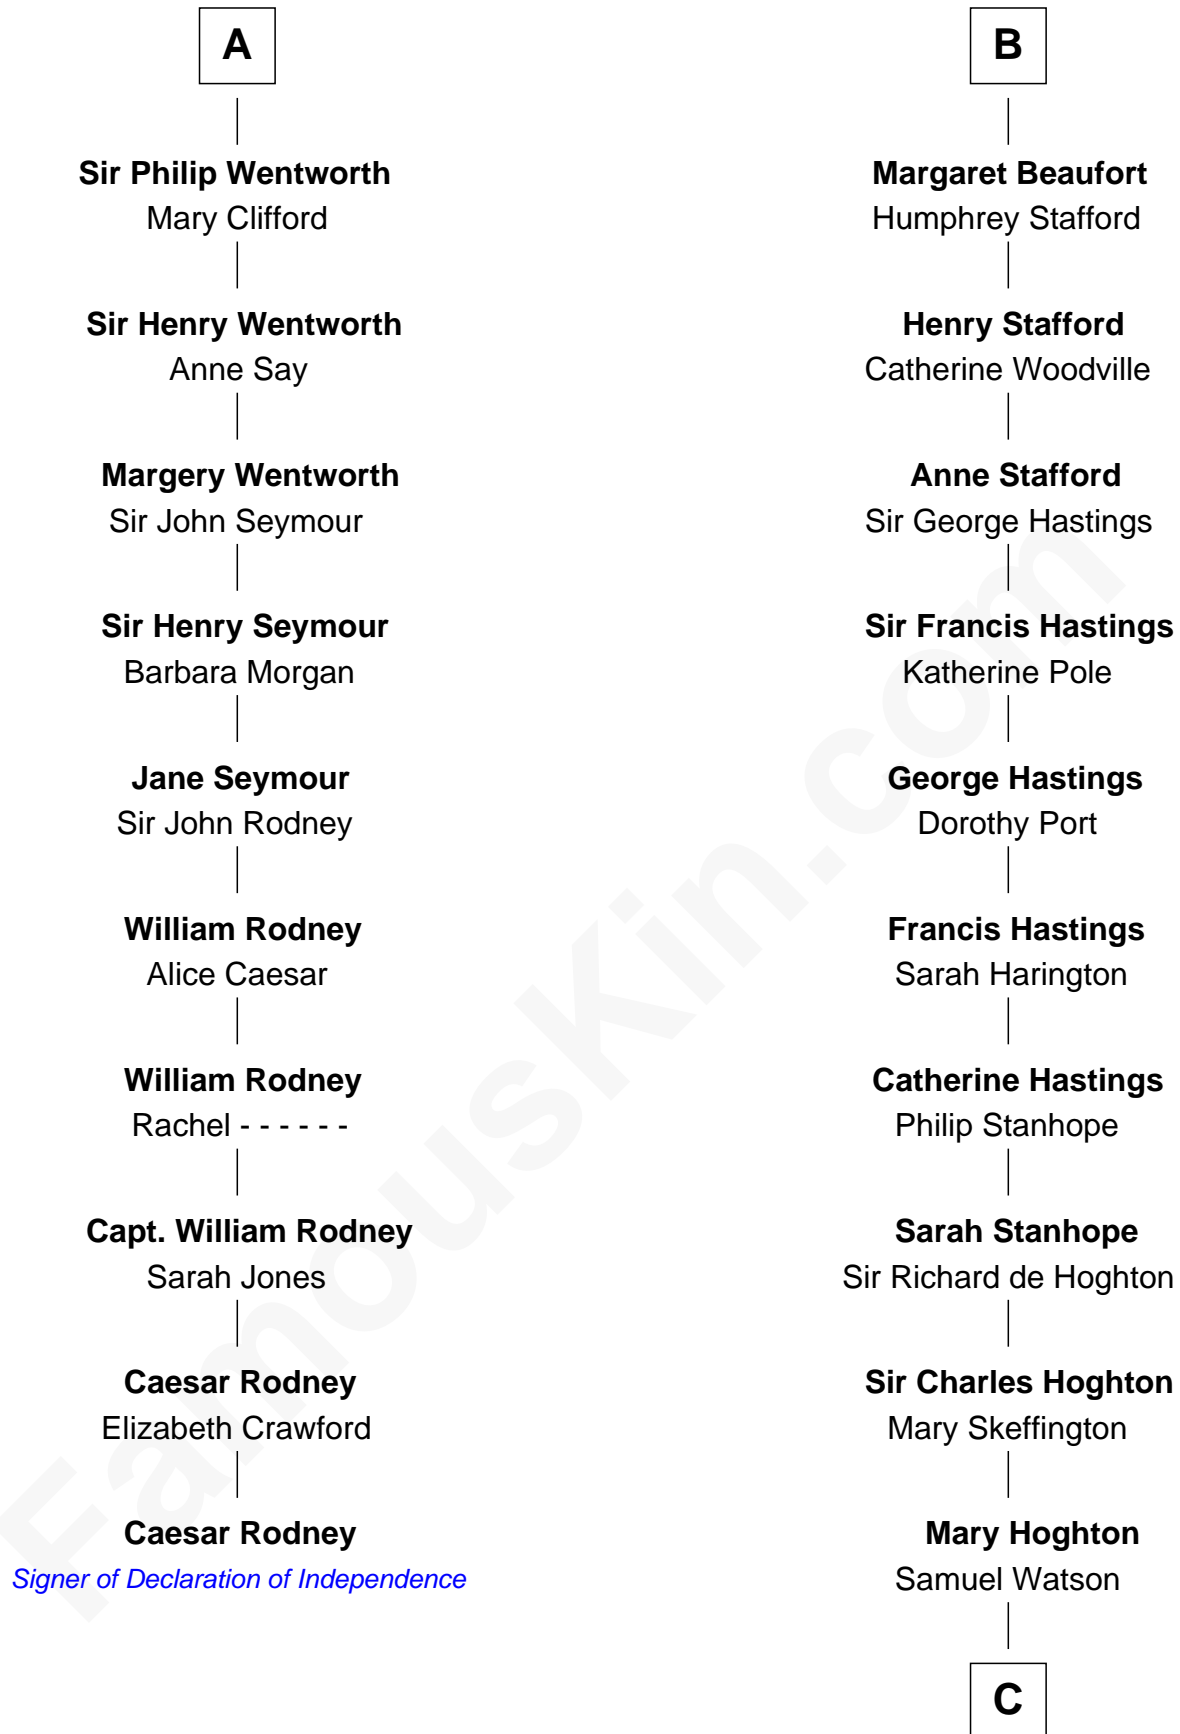 A
Sir Philip Wentworth
Mary Clifford
Sir Henry Wentworth
Anne Say
Margery Wentworth
Sir John Seymour
Sir Henry Seymour
Barbara Morgan
Jane Seymour
Sir John Rodney
William Rodney
Alice Caesar
William Rodney
Rachel - - - - - -
Capt. William Rodney
Sarah Jones
Caesar Rodney
Elizabeth Crawford
Caesar Rodney
Signer of Declaration of Independence
B
Margaret Beaufort
Humphrey Stafford
Henry Stafford
Catherine Woodville
Anne Stafford
Sir George Hastings
Sir Francis Hastings
Katherine Pole
George Hastings
Dorothy Port
Francis Hastings
Sarah Harington
Catherine Hastings
Philip Stanhope
Sarah Stanhope
Sir Richard de Hoghton
Sir Charles Hoghton
Mary Skeffington
Mary Hoghton
Samuel Watson
C
FamousKin.com